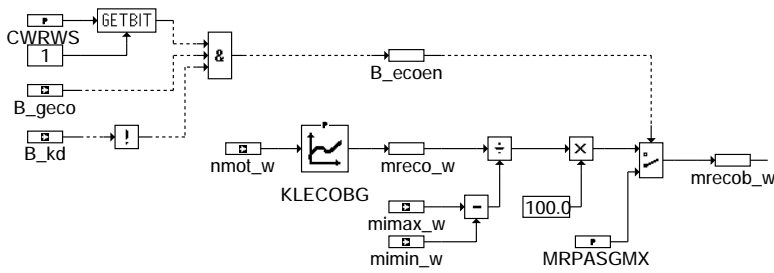 P
GETBIT
CWRWS
1
&
B_ecoen
B_geco
B_kd
!
P
nmot_w
KLECOBG
mreco_w
÷
×
mrecob_w
mimax_w
-
100.0
mimin_w
P
MRPASGMX